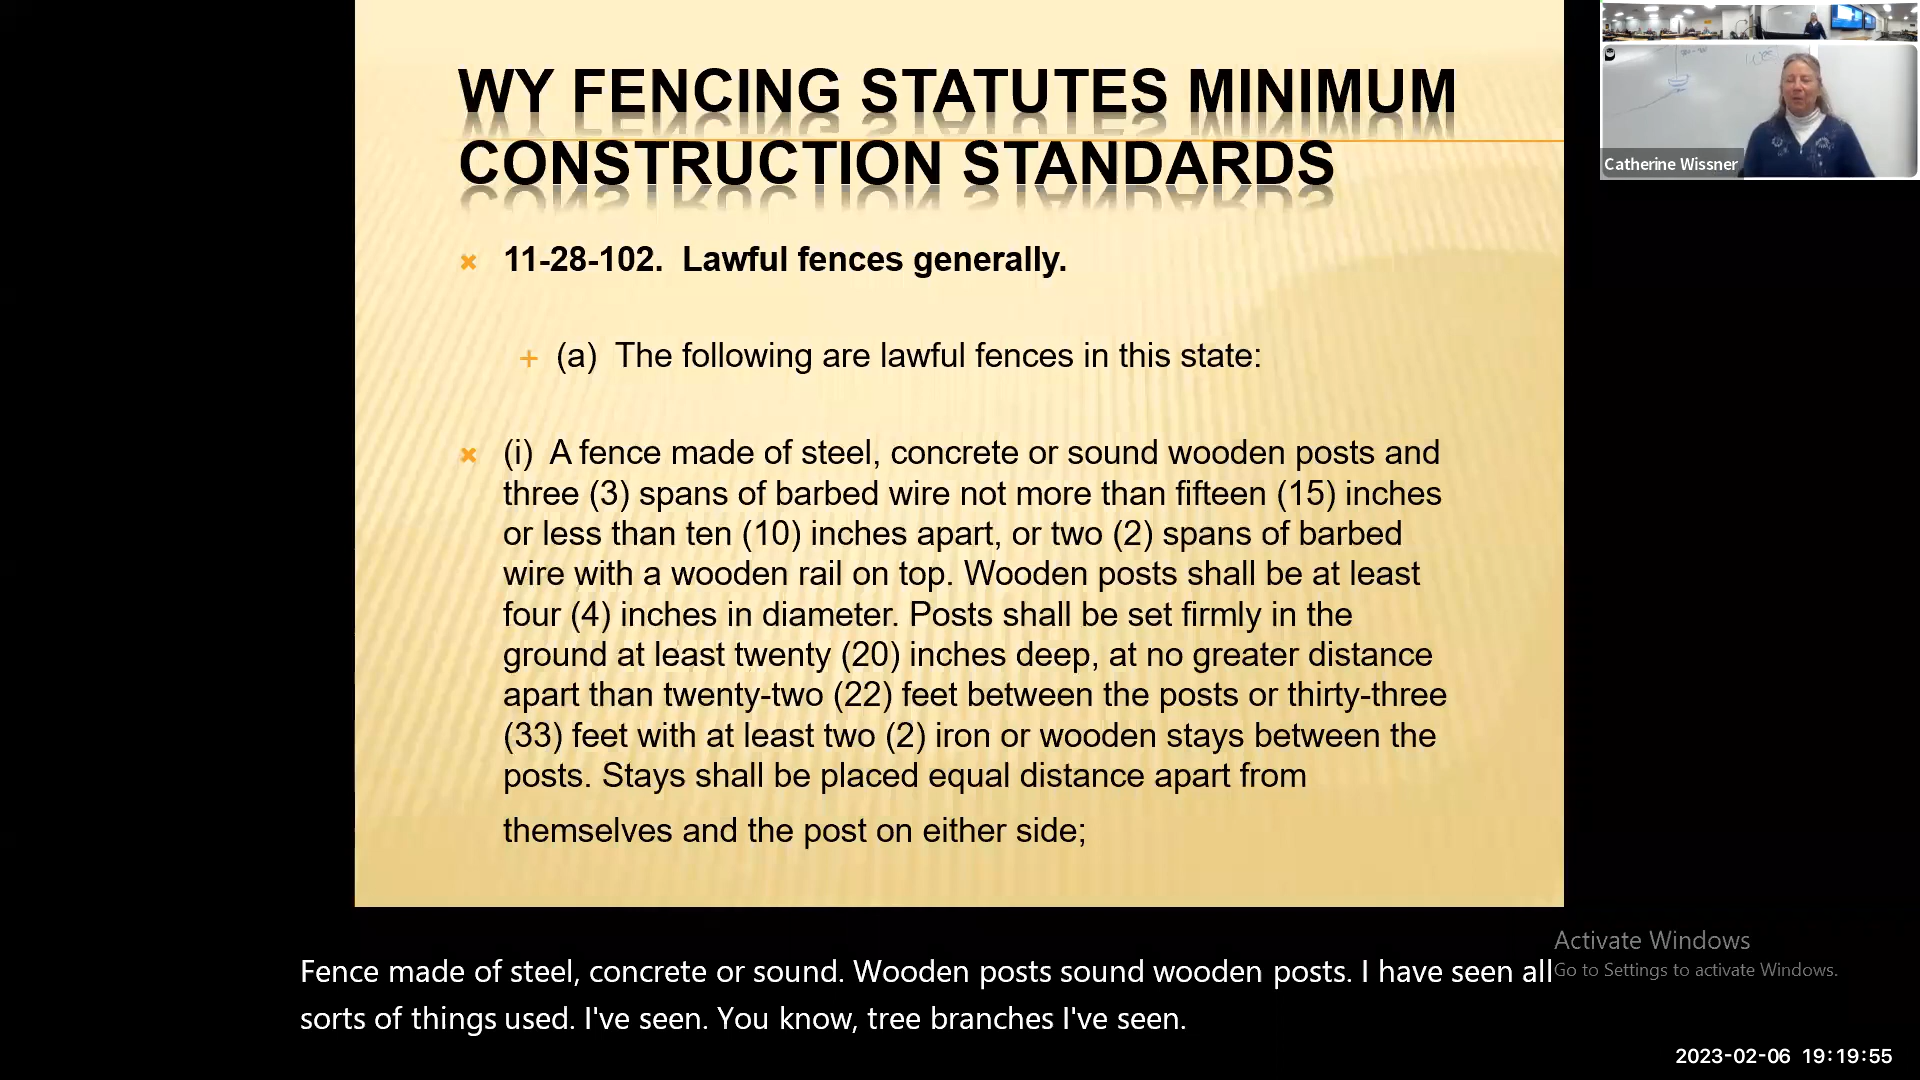 WY FENCING STATUTES MINIMUM
CONSTRUCTION STANDARDS
11-28-102. Lawful fences generally.
(a) The following are lawful fences in this state:
(i) A fence made of steel, concrete or sound wooden posts and
three (3) spans of barbed wire not more than fifteen (15) inches
or less than ten (10) inches apart, or two (2) spans of barbed
wire with a wooden rail on top. Wooden posts shall be at least
four (4) inches in diameter. Posts shall be set firmly in the
ground at least twenty (20) inches deep, at no greater distance
apart than twenty-two (22) feet between the posts or thirty-three
(33) feet with at least two (2) iron or wooden stays between the
posts. Stays shall be placed equal distance apart from
themselves and the post on either side;
Catherine Wissner
Activate Windows
Go to Settings to activate Windows.
Fence made of steel, concrete or sound. Wooden posts sound wooden posts. I have seen all
sorts of things used. I've seen. You know, tree branches I've seen.
2023-02-06 19:19:55